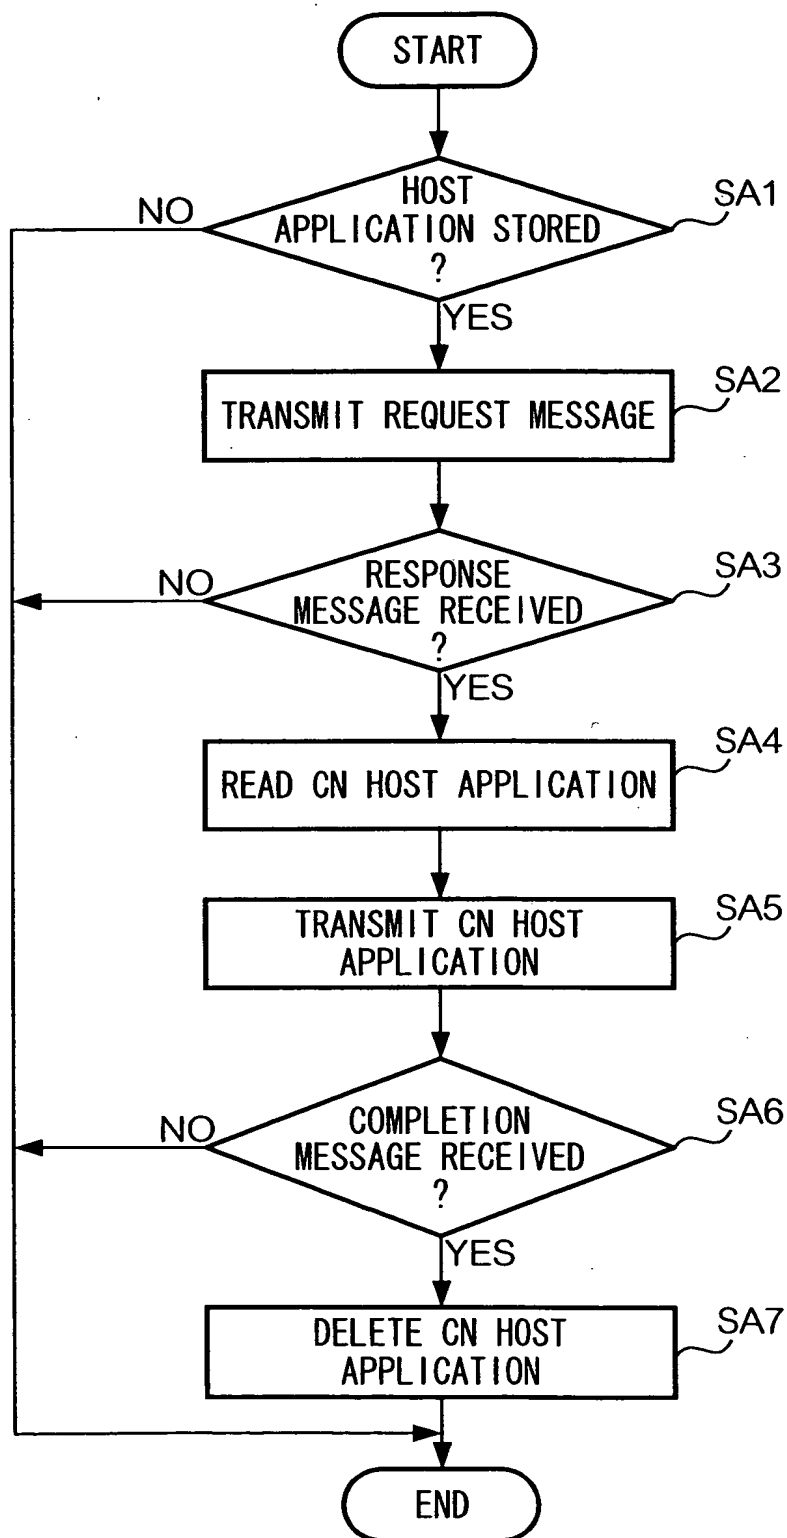 START
HOST
APPLICATION STORED
?
SA1
NO
YES
SA2
TRANSMIT REQUEST MESSAGE
RESPONSE
MESSAGE RECEIVED
?
SA3
NO
YES
SA4
READ CN HOST APPLICATION
SA5
TRANSMIT CN HOST
APPLICATION
COMPLETION
MESSAGE RECEIVED
?
SA6
NO
YES
SA7
DELETE CN HOST
APPLICATION
END